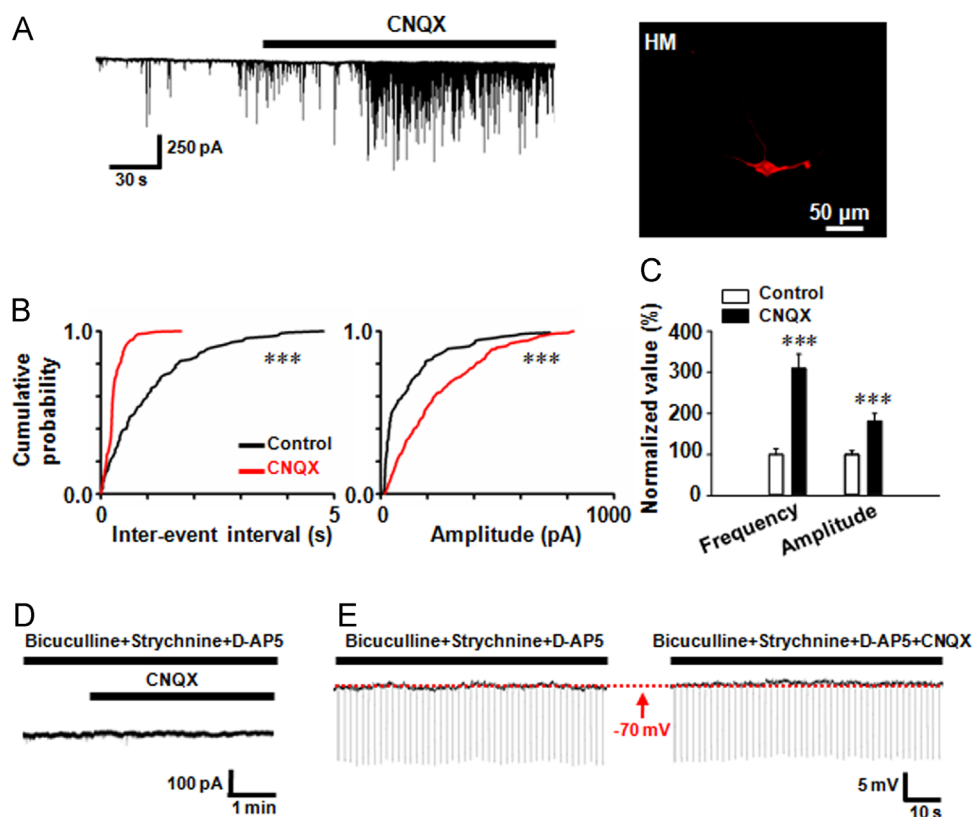 A
CNQX
250 pA
30 s
HM
50 µm
B
1.0
Cumulative
probability
0.0
***
Control
CNQX
0
5
Inter-event interval (s)
1.0
***
0.0
0
1000
Amplitude (pA)
C
Control
CNQX
Normalized value (%)
400
300
200
100
0
***
***
Frequency
Amplitude
D
Bicuculline+Strychnine+D-AP5
CNQX
100 pA
1 min
E
Bicuculline+Strychnine+D-AP5
Bicuculline+Strychnine+D-AP5+CNQX
-70 mV
5 mV
10 s